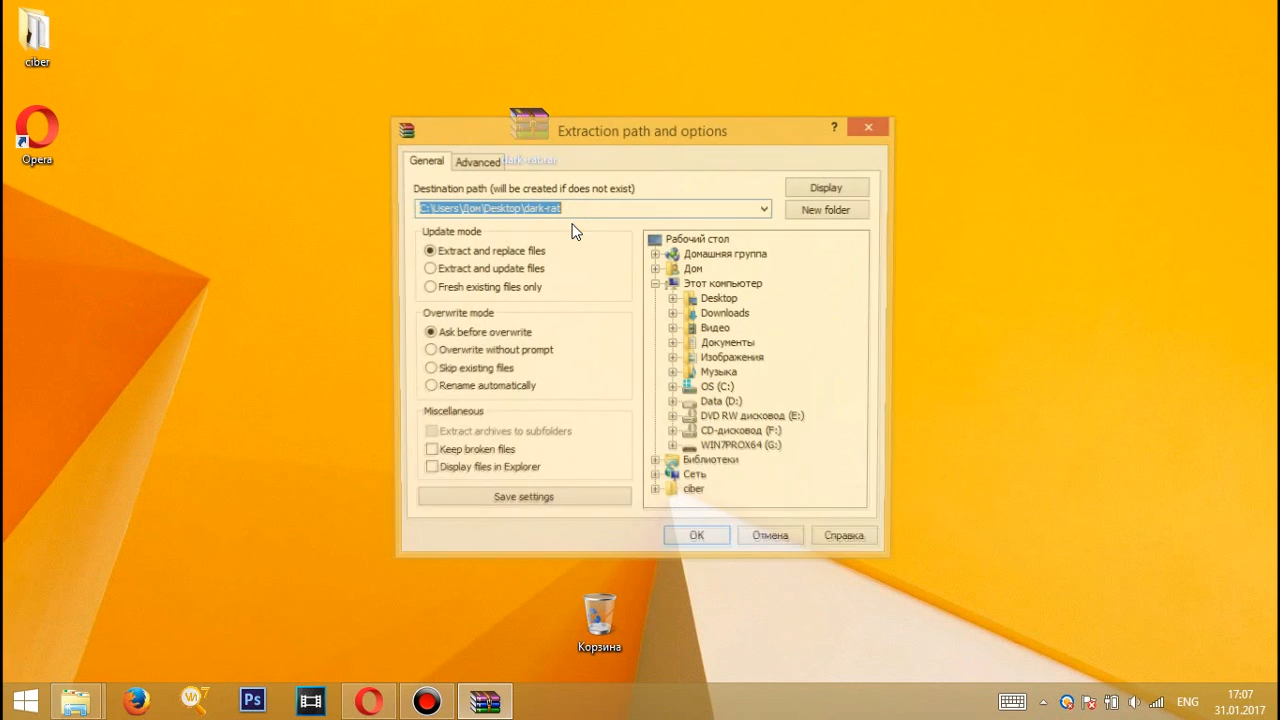 ciber
Opera
Extraction path and options
?
General
Advanced
dark-rat.rar
Destination path (will be created if does not exist)
Display
C:\Users\Дом\Desktop\dark-rat
New folder
Update mode
Extract and replace files
Extract and update files
Fresh existing files only
Overwrite mode
Ask before overwrite
Overwrite without prompt
Skip existing files
Rename automatically
Miscellaneous
Extract archives to subfolders
Keep broken files
Display files in Explorer
Save settings
Рабочий стол
Домашняя группа
Дом
Этот компьютер
Desktop
Downloads
Видео
Документы
Изображения
Музыка
OS (C:)
Data (D:)
DVD RW дисковод (E:)
CD-дисковод (F:)
WIN7PROX64 (G:)
Библиотеки
Сеть
ciber
OK
Отмена
Справка
Корзина
Ps
ENG
17:07
31.01.2017